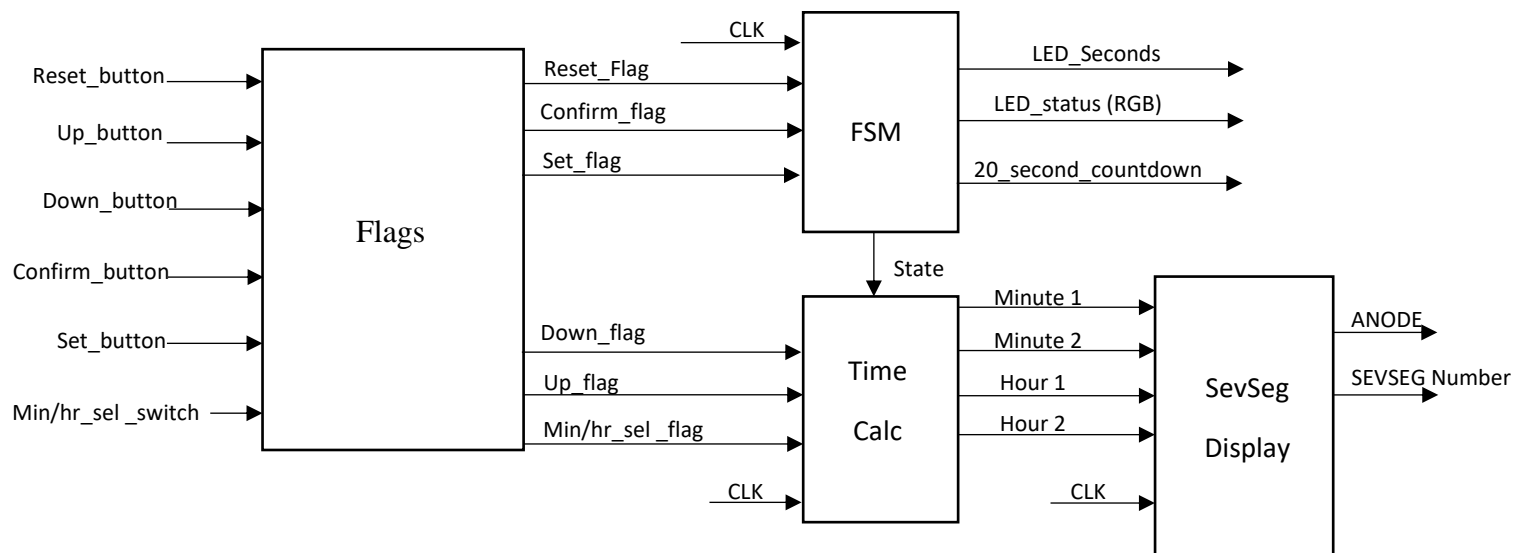 Reset_button
Up_button
Down_button
Confirm_button
Set_button
Min/hr_sel _switch
Flags
Reset_Flag
Confirm_flag
Set_flag
Down_flag
Up_flag
Min/hr_sel _flag
CLK
FSM
LED_Seconds
LED_status (RGB)
20_second_countdown
State
Time
Calc
CLK
Minute 1
Minute 2
Hour 1
Hour 2
CLK
SevSeg
Display
ANODE
SEVSEG Number